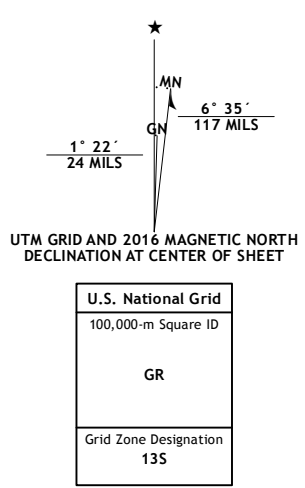 ★
MN
6° 35´
117 MILS
GN
1° 22´
24 MILS
UTM GRID AND 2016 MAGNETIC NORTH
DECLINATION AT CENTER OF SHEET
U.S. National Grid
100,000-m Square ID
GR
Grid Zone Designation
13S